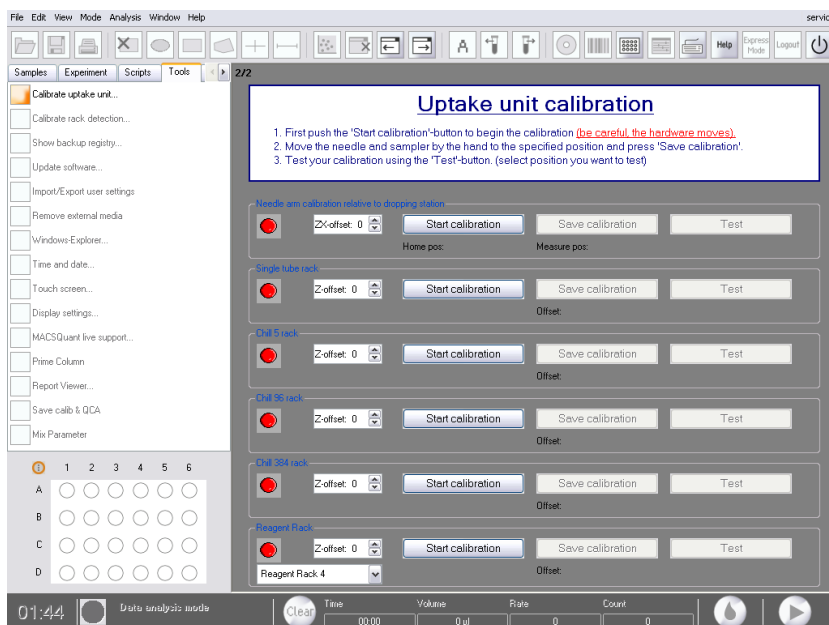 File Edit View Mode Analysis Window Help
servic
A Help Express Mode Logout
Samples Experiment Scripts Tools 2/2
Calibrate uptake unit...
Calibrate rack detection...
Show backup registry...
Update software...
Import/Export user settings
Remove external media
Windows-Explorer...
Time and date...
Touch screen...
Display settings...
MACSQuant live support...
Prime Column
Report Viewer...
Save calib & QCA
Mix Parameter
1 2 3 4 5 6
A
B
C
D
Uptake unit calibration
1. First push the 'Start calibration'-button to begin the calibration (be careful, the hardware moves).
2. Move the needle and sampler by the hand to the specified position and press 'Save calibration'.
3. Test your calibration using the 'Test'-button. (select position you want to test)
Needle arm calibration relative to dropping station
ZX-offset: 0 Start calibration Save calibration Test
Home pos: Measure pos:
Single tube rack
Z-offset: 0 Start calibration Save calibration Test
Offset:
Chill 5 rack
Z-offset: 0 Start calibration Save calibration Test
Offset:
Chill 96 rack
Z-offset: 0 Start calibration Save calibration Test
Offset:
Chill 384 rack
Z-offset: 0 Start calibration Save calibration Test
Offset:
Reagent Rack
Z-offset: 0 Start calibration Save calibration Test
Reagent Rack 4 Offset:
01:44 Data analysis mode Clear
Time Volume Rate Count
00:00 0 µl 0 0